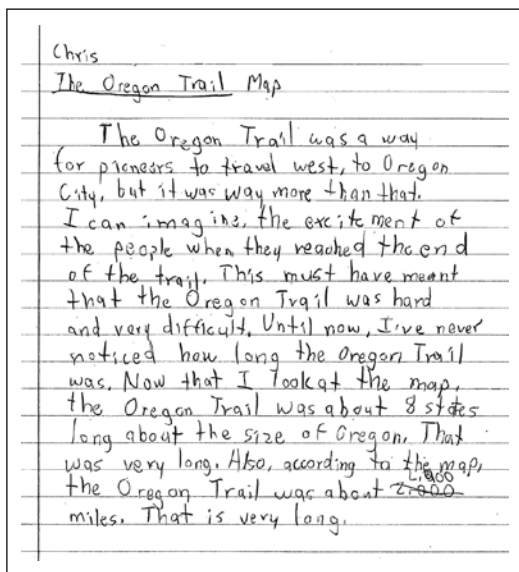 Chris
The Oregon Trail Map
The Oregon Trail was a way
for pioneers to travel west, to Oregon
City, but it was way more than that.
I can imagine, the excitement of
the people when they reached the end
of the trail. This must have meant
that the Oregon Trail was hard
and very difficult. Until now, I've never
noticed how long the Oregon Trail
was. Now that I look at the map,
the Oregon Trail was about 8 states
long about the size of Oregon. That
was very long. Also, according to the map,
the Oregon Trail was about 2,000
miles. That is very long.